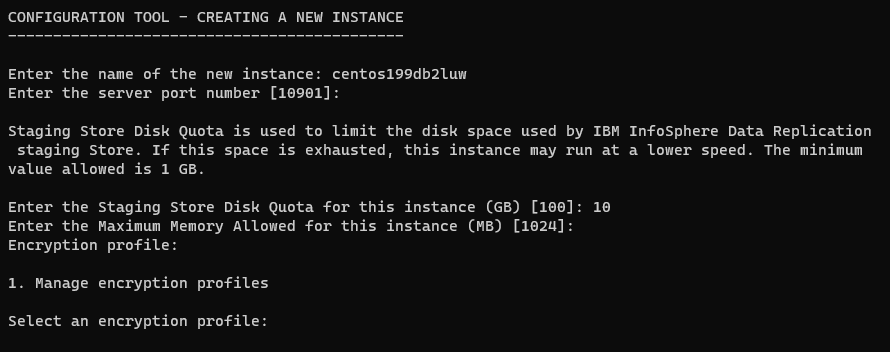 CONFIGURATION TOOL - CREATING A NEW INSTANCE
--------------------------------------------
Enter the name of the new instance: centos199db2luw
Enter the server port number [10901]:
Staging Store Disk Quota is used to limit the disk space used by IBM InfoSphere Data Replication
 staging Store. If this space is exhausted, this instance may run at a lower speed. The minimum
value allowed is 1 GB.
Enter the Staging Store Disk Quota for this instance (GB) [100]: 10
Enter the Maximum Memory Allowed for this instance (MB) [1024]:
Encryption profile:
1. Manage encryption profiles
Select an encryption profile: